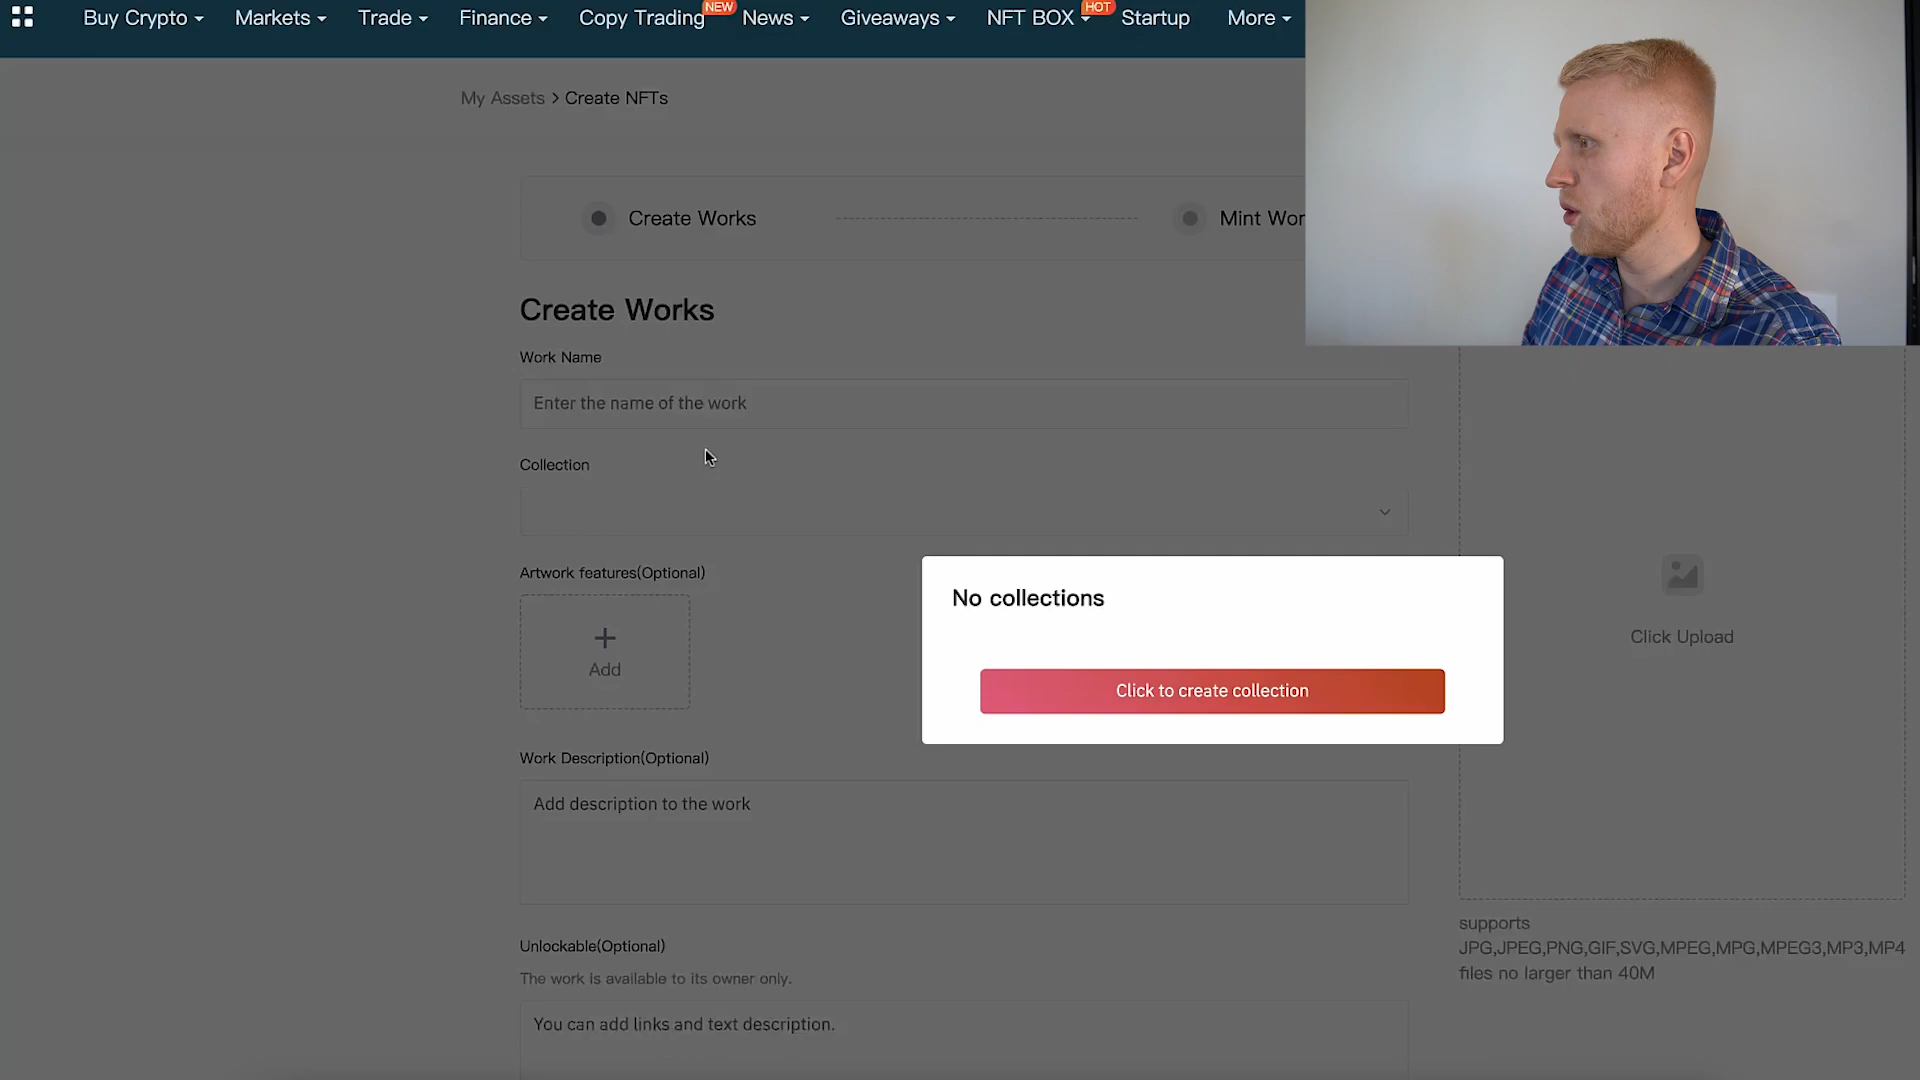 Buy Crypto Markets Trade Finance Copy Trading NEW News Giveaways NFT BOX HOT Startup More
My Assets > Create NFTs
Create Works Mint Wor
Create Works
Work Name
Enter the name of the work
Collection
Artwork features(Optional)
Add
No collections
Click to create collection
Click Upload
Work Description(Optional)
Add description to the work
supports
JPG,JPEG,PNG,GIF,SVG,MPEG,MPG,MPEG3,MP3,MP4
files no larger than 40M
Unlockable(Optional)
The work is available to its owner only.
You can add links and text description.